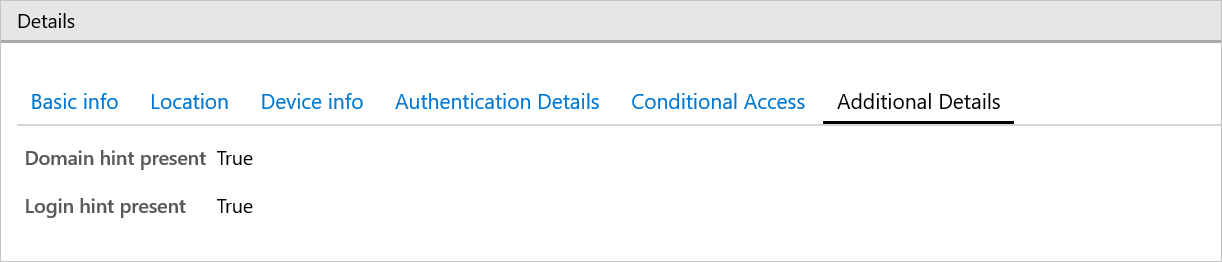 Details
Basic info Location Device info Authentication Details Conditional Access Additional Details
Domain hint present True
Login hint present True